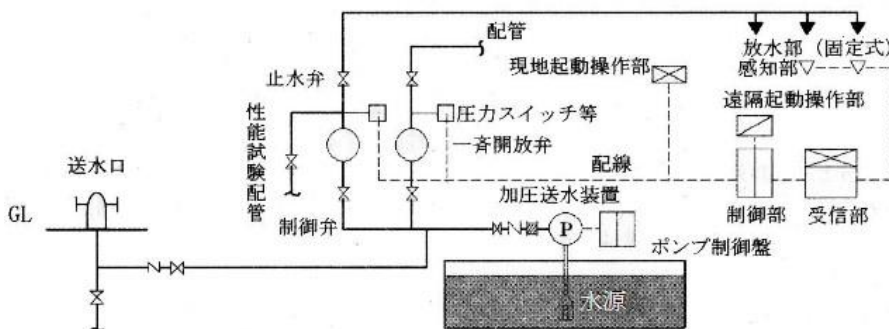 配管
放水部（固定式）
感知部
現地起動操作部
止水弁
遠隔起動操作部
圧力スイッチ等
性能試験配管
一斉開放弁
配線
送水口
加圧送水装置
GL
制御弁
制御部
受信部
P
ポンプ制御盤
水源